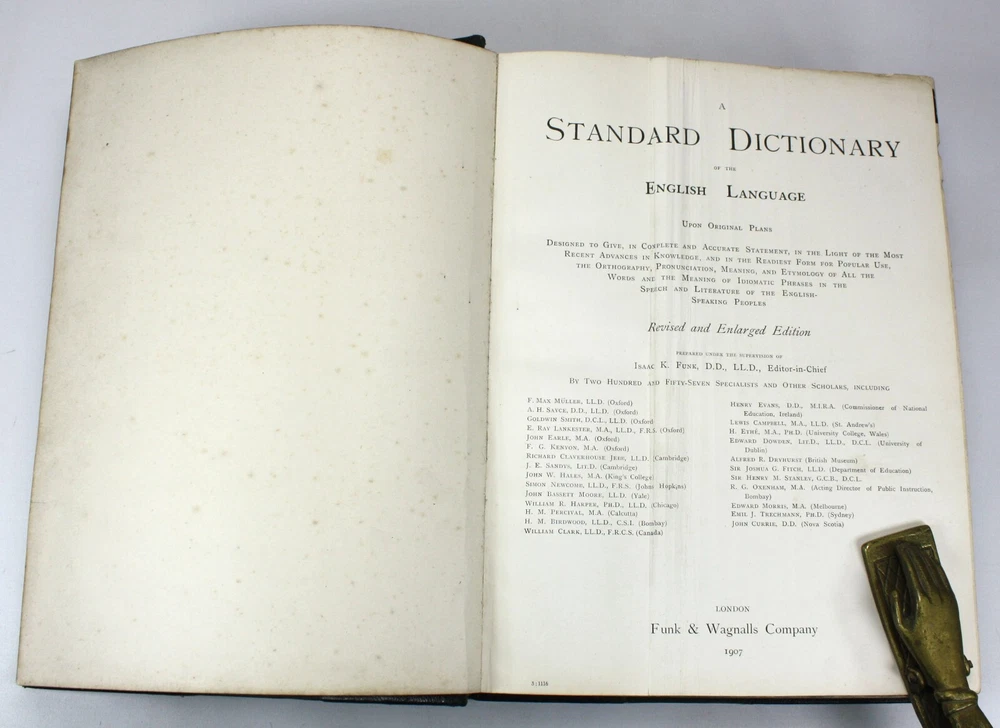 A
STANDARD DICTIONARY
OF THE
ENGLISH LANGUAGE
UPON ORIGINAL PLANS
DESIGNED TO GIVE, IN COMPLETE AND ACCURATE STATEMENT, IN THE LIGHT OF THE MOST
RECENT ADVANCES IN KNOWLEDGE, AND IN THE READIEST FORM FOR POPULAR USE,
THE ORTHOGRAPHY, PRONUNCIATION, MEANING, AND ETYMOLOGY OF ALL THE
WORDS AND THE MEANING OF IDIOMATIC PHRASES IN THE
SPEECH AND LITERATURE OF THE ENGLISH-
SPEAKING PEOPLES
Revised and Enlarged Edition
PREPARED UNDER THE SUPERVISION OF
ISAAC K. FUNK, D.D., LL.D., Editor-in-Chief
BY TWO HUNDRED AND FIFTY-SEVEN SPECIALISTS AND OTHER SCHOLARS, INCLUDING
F. MAX MÜLLER, LL.D. (Oxford)
A. H. SAYCE, D.D., LL.D. (Oxford)
GOLDWIN SMITH, D.C.L., LL.D. (Oxford
E. RAY LANKESTER, M.A., LL.D., F.R.S. (Oxford)
JOHN EARLE, M.A. (Oxford)
F. G. KENYON, M.A. (Oxford)
RICHARD CLAVERHOUSE JEBB, LL.D. (Cambridge)
J. E. SANDYS, LIT.D. (Cambridge)
JOHN W. HALES, M.A. (King's College)
SIMON NEWCOMB, LL.D., F.R.S. (Johns Hopkins)
JOHN BASSETT MOORE, LL.D. (Yale)
WILLIAM R. HARPER, PH.D., LL.D. (Chicago)
H. M. PERCIVAL, M.A. (Calcutta)
H. M. BIRDWOOD, LL.D., C.S.I. (Bombay)
WILLIAM CLARK, LL.D., F.R.C.S. (Canada)
HENRY EVANS, D.D., M.I.R.A. (Commissioner of National
Education, Ireland)
LEWIS CAMPBELL, M.A., LL.D. (St. Andrew's)
H. ETHÉ, M.A., PH.D. (University College, Wales)
EDWARD DOWDEN, LIT.D., LL.D., D.C.L. (University of
Dublin)
ALFRED B. DRYHURST (British Museum)
SIR JOSHUA G. FITCH, LL.D. (Department of Education)
SIR HENRY M. STANLEY, G.C.B., D.C.L.
R. G. OXENHAM, M.A. (Acting Director of Public Instruction,
Bombay)
EDWARD MORRIS, M.A. (Melbourne)
EMIL J. TRECHMANN, PH.D. (Sydney)
JOHN CURRIE, D.D. (Nova Scotia)
LONDON
Funk & Wagnalls Company
1907